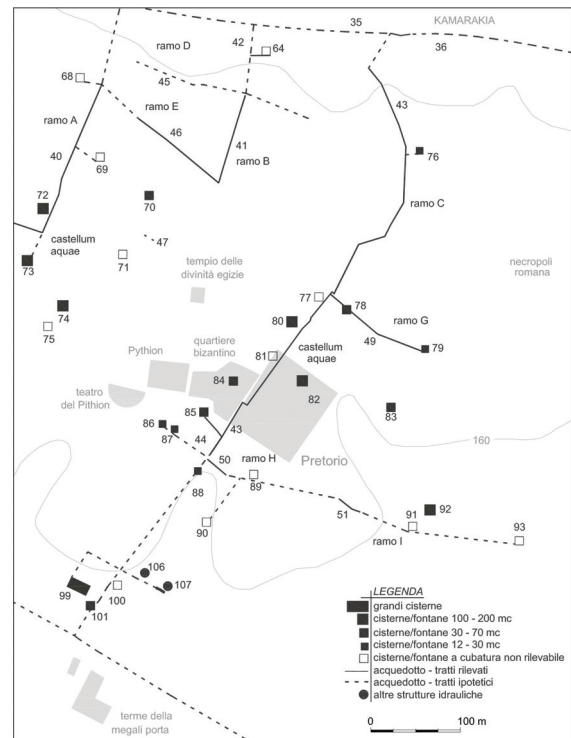 35
KAMARAKIA
36
ramo D
42
64
68
45
43
ramo E
ramo A
46
41
ramo B
76
40
69
72
70
ramo C
castellum
aquae
47
73
71
tempio delle
divinità egizie
necropoli
romana
77
78
74
80
ramo G
75
castellum
aquae
49
79
quartiere
bizantino
81
Pythion
84
82
teatro
del Pithion
85
83
86
87
43
44
160
Pretorio
50
ramo H
88
89
51
92
91
93
90
ramo I
106
107
99
100
101
LEGENDA
grandi cisterne
cisterne/fontane 100 - 200 mc
cisterne/fontane 30 - 70 mc
cisterne/fontane 12 - 30 mc
cisterne/fontane a cubatura non rilevabile
acquedotto - tratti rilevati
acquedotto - tratti ipotetici
altre strutture idrauliche
terme della
megali porta
0 100 m